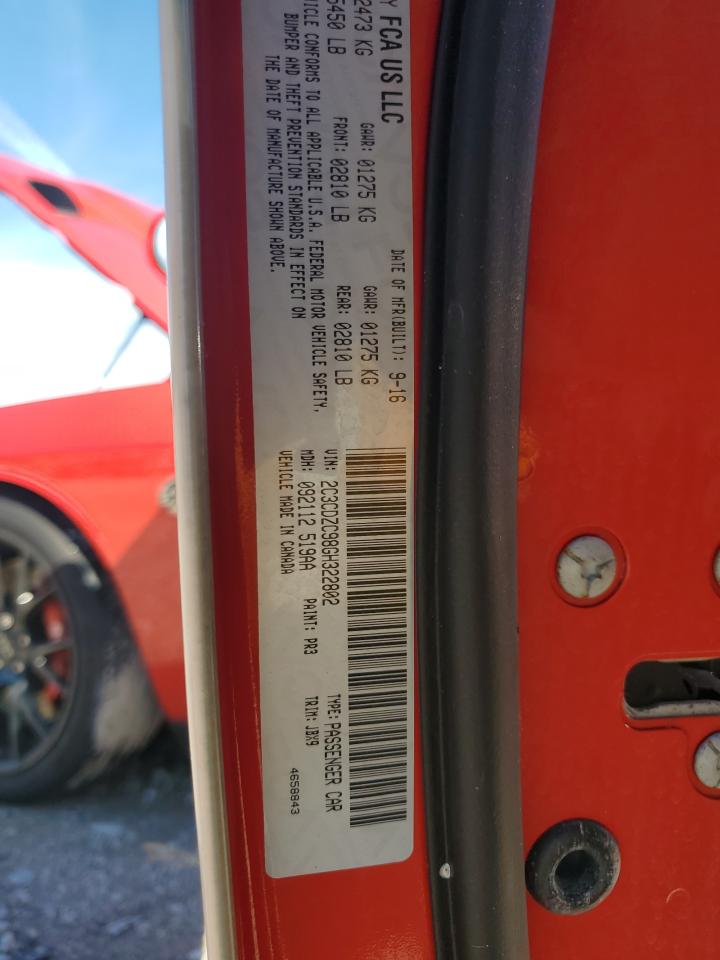 Y FCA US LLC
DATE OF MFR(BUILT): 9-16
2473 KG GAWR: 01275 KG GAWR: 01275 KG
5450 LB FRONT: 02810 LB REAR: 02810 LB
VEHICLE CONFORMS TO ALL APPLICABLE U.S.A. FEDERAL MOTOR VEHICLE SAFETY,
BUMPER AND THEFT PREVENTION STANDARDS IN EFFECT ON
THE DATE OF MANUFACTURE SHOWN ABOVE.
VIN: 2C3CDZC98GH322802 TYPE: PASSENGER CAR
MDH: 092112 519AA PAINT: PR3 TRIM: JBX9
VEHICLE MADE IN CANADA 4658843